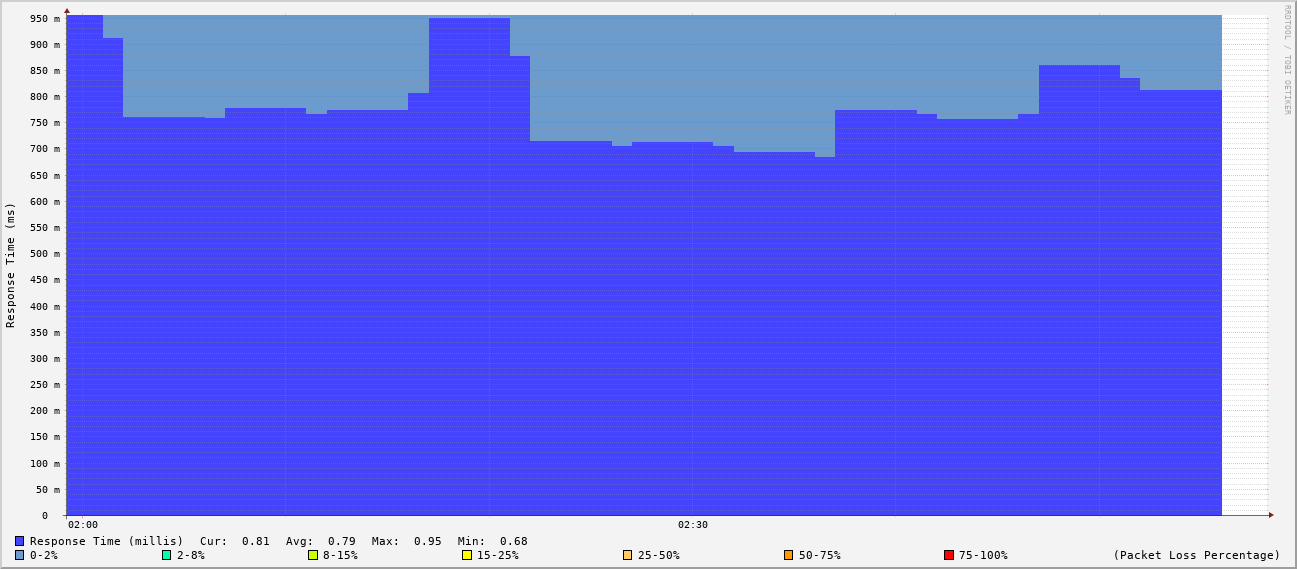 950 m
900 m
850 m
800 m
750 m
700 m
650 m
600 m
550 m
500 m
450 m
400 m
350 m
300 m
250 m
200 m
150 m
100 m
50 m
0
Response Time (ms)
RRDTOOL / TOBI OETIKER
02:00 02:30
Response Time (millis) Cur: 0.81 Avg: 0.79 Max: 0.95 Min: 0.68
0-2% 2-8% 8-15% 15-25% 25-50% 50-75% 75-100% (Packet Loss Percentage)